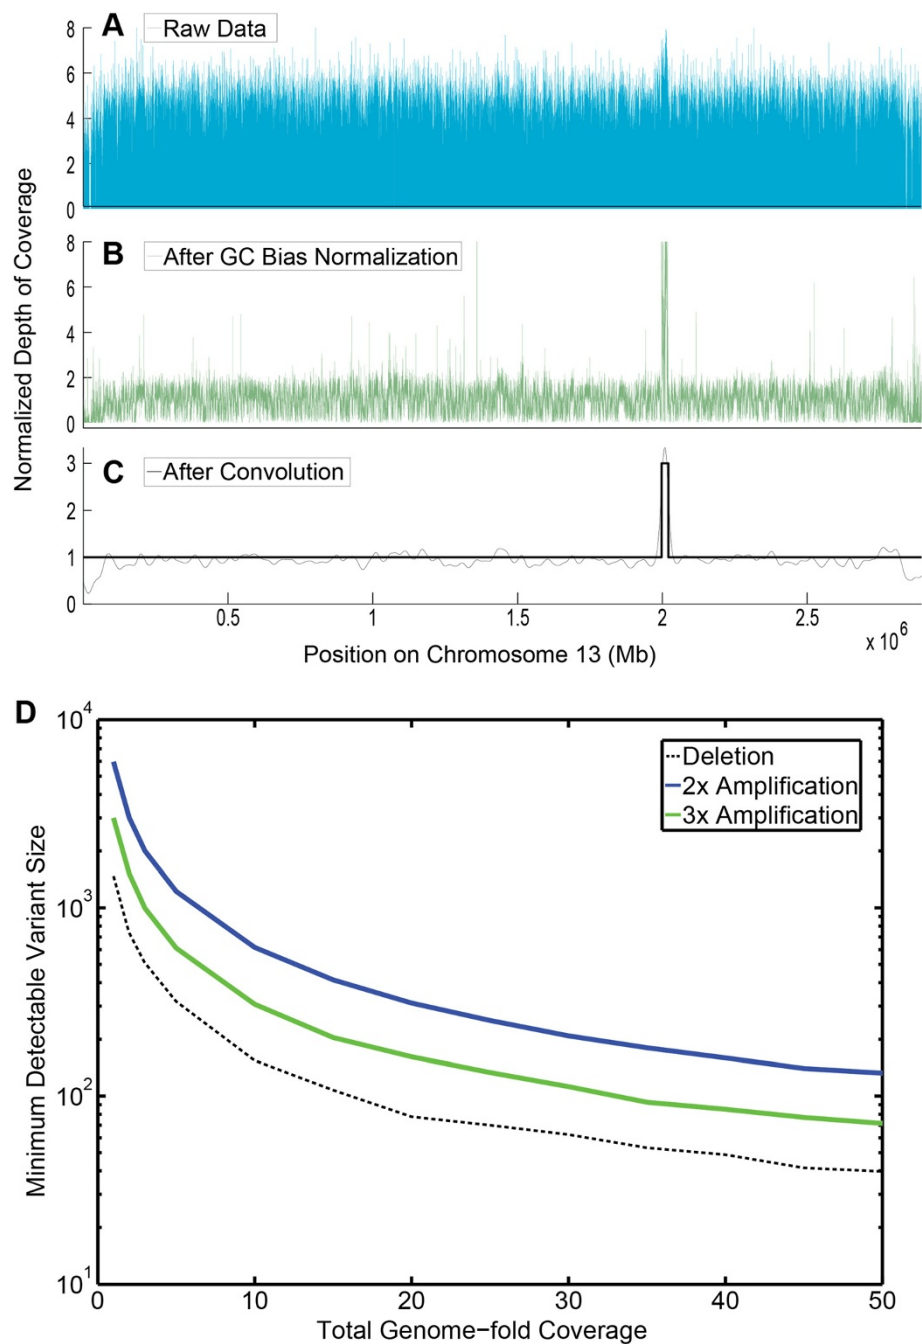 A
Raw Data
8
6
4
2
0
B
After GC Bias Normalization
8
6
4
2
0
C
After Convolution
3
2
1
0
Normalized Depth of Coverage
0.5
1
1.5
2
2.5
x 10^6
Position on Chromosome 13 (Mb)
D
10^4
10^3
10^2
10^1
Minimum Detectable Variant Size
Deletion
2x Amplification
3x Amplification
0
10
20
30
40
50
Total Genome−fold Coverage